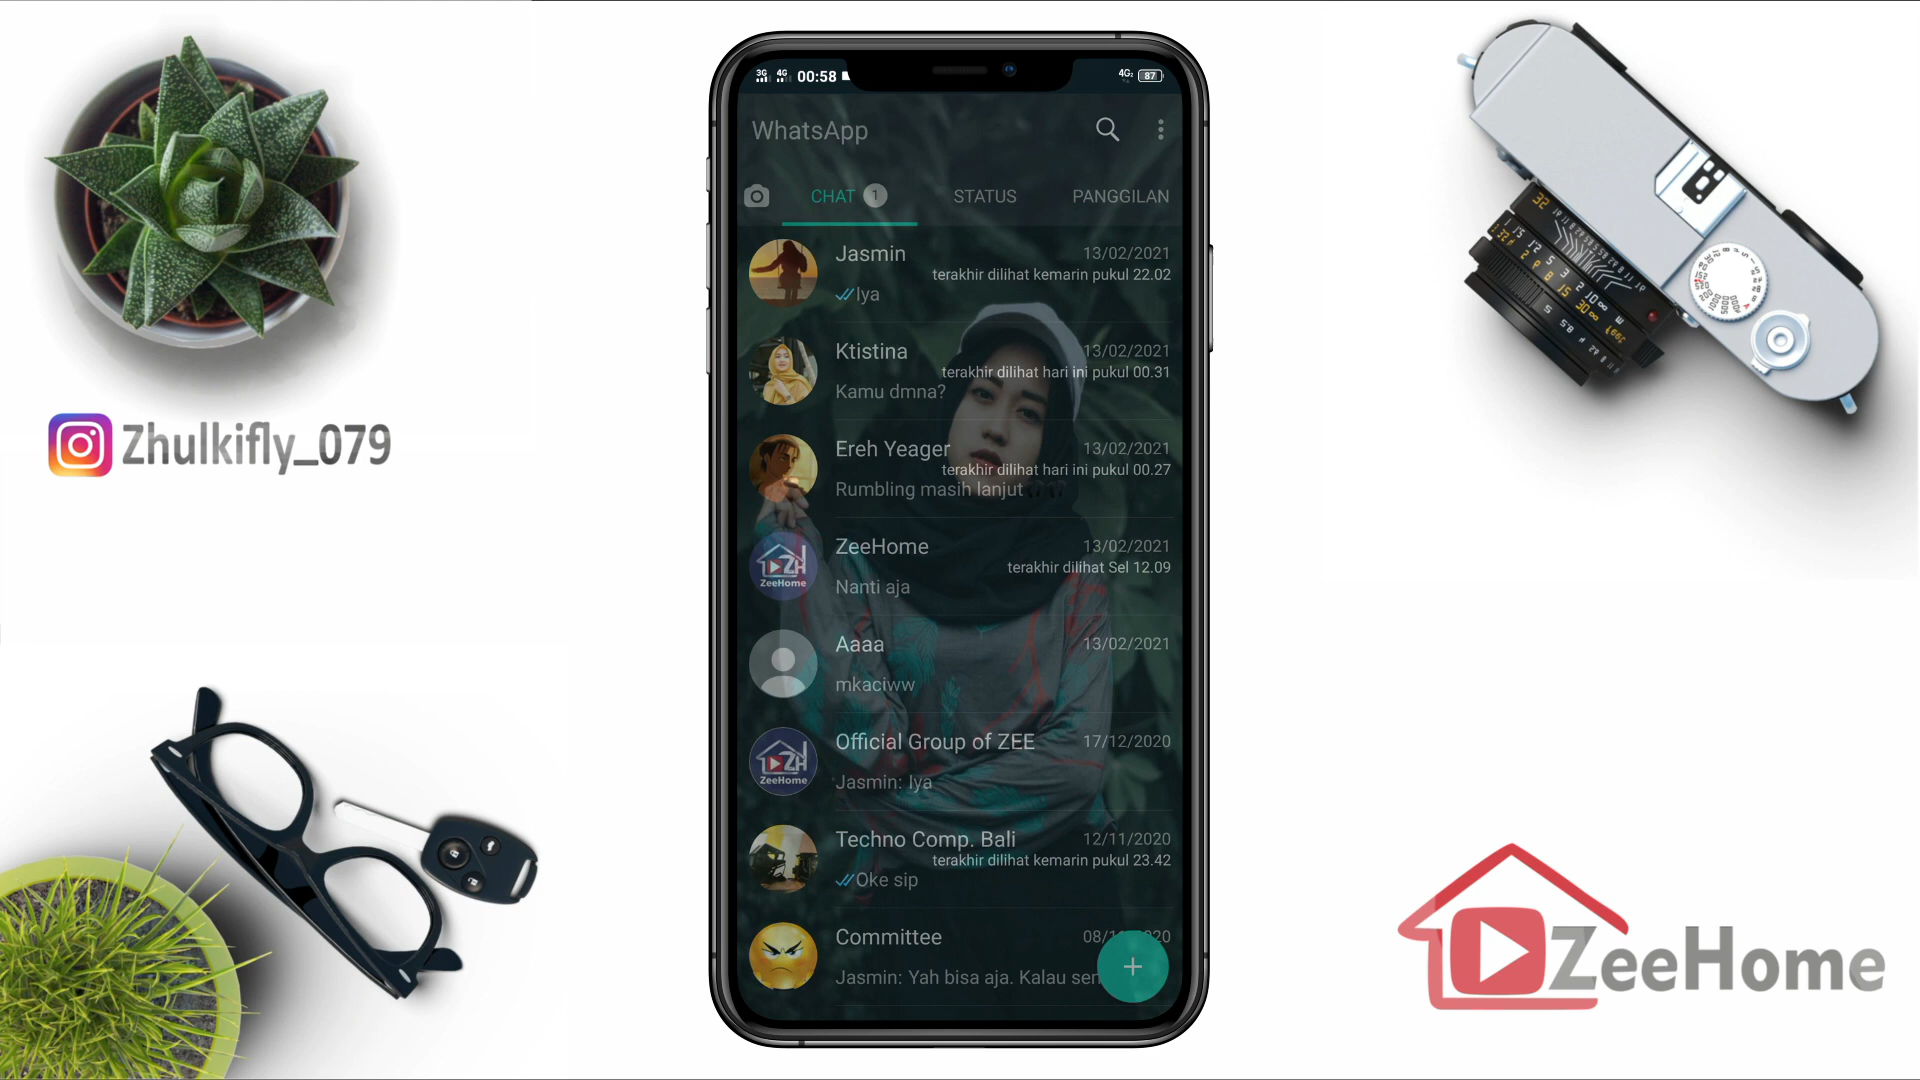 3G 4G 00:58
4G2 87
WhatsApp
CHAT 1 STATUS PANGGILAN
Jasmin 13/02/2021
terakhir dilihat kemarin pukul 22.02
Iya
Ktistina 13/02/2021
terakhir dilihat hari ini pukul 00.31
Kamu dmna?
Ereh Yeager 13/02/2021
terakhir dilihat hari ini pukul 00.27
Rumbling masih lanjut
ZeeHome 13/02/2021
terakhir dilihat Sel 12.09
Nanti aja
ZH
ZeeHome
Aaaa 13/02/2021
mkaciww
Official Group of ZEE 17/12/2020
Jasmin: Iya
ZH
ZeeHome
Techno Comp. Bali 12/11/2020
terakhir dilihat kemarin pukul 23.42
Oke sip
Committee
Jasmin: Yah bisa aja. Kalau
Zhulkifly_079
ZeeHome